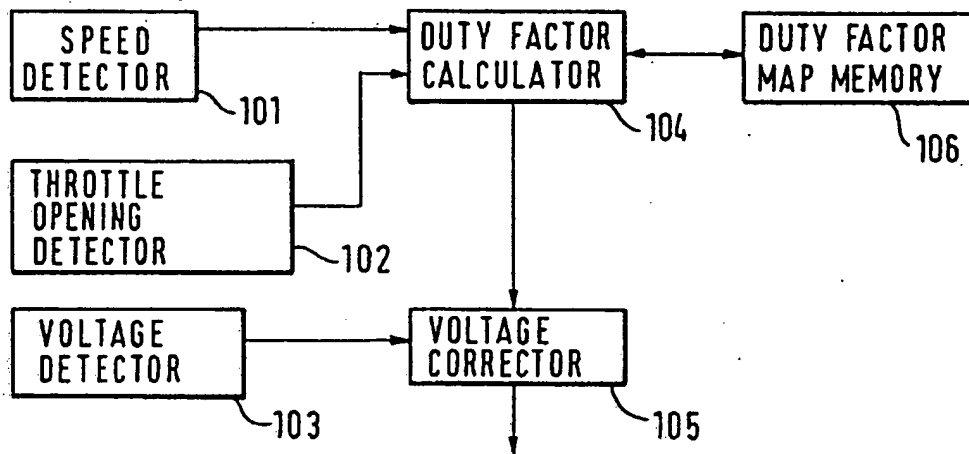 SPEED
DETECTOR
101
DUTY FACTOR
CALCULATOR
104
DUTY FACTOR
MAP MEMORY
106
THROTTLE
OPENING
DETECTOR
102
VOLTAGE
DETECTOR
103
VOLTAGE
CORRECTOR
105